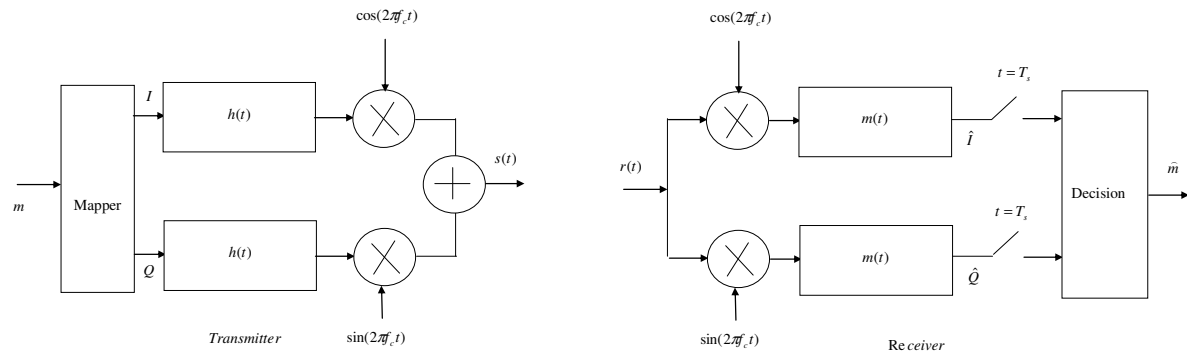 cos(2πf_c t)
I
h(t)
m
Mapper
s(t)
Q
h(t)
sin(2πf_c t)
Transmitter
cos(2πf_c t)
t = T_s
m(t)
Î
r(t)
m̂
Decision
t = T_s
m(t)
Q̂
sin(2πf_c t)
Receiver